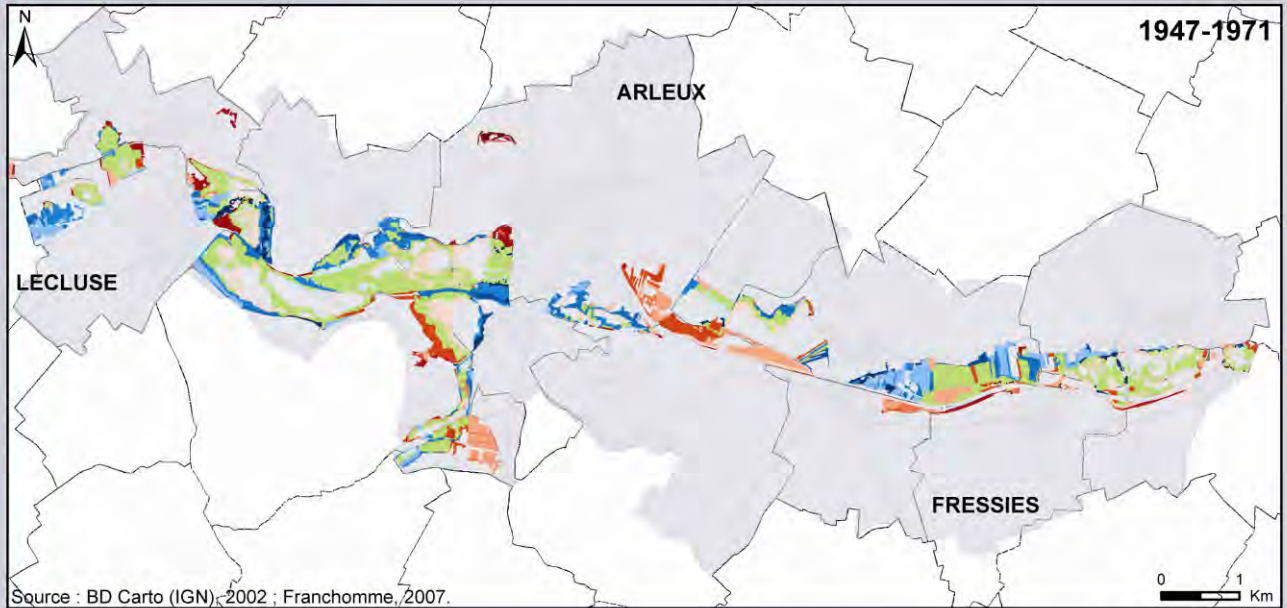 N
1947-1971
ARLEUX
LECLUSE
FRESSIES
0 1
Km
Source : BD Carto (IGN), 2002 ; Franchomme, 2007.